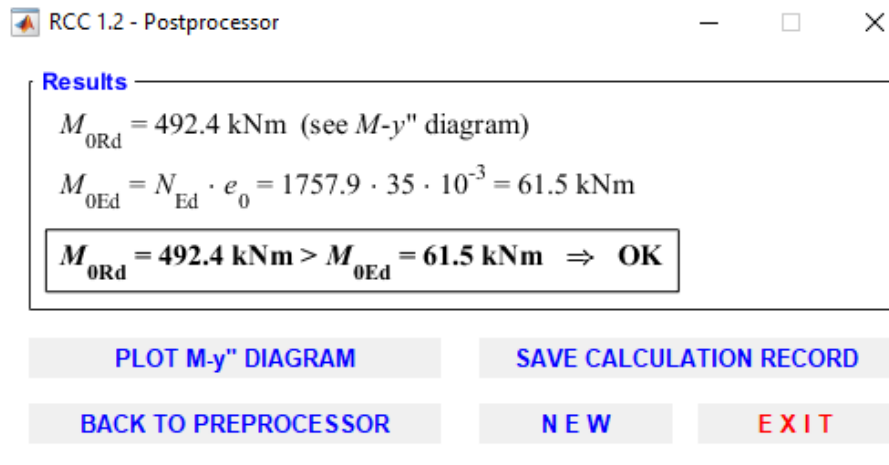 RCC 1.2 - Postprocessor
Results
M0Rd = 492.4 kNm (see M-y" diagram)
M0Ed = NEd · e0 = 1757.9 · 35 · 10-3 = 61.5 kNm
M0Rd = 492.4 kNm > M0Ed = 61.5 kNm ⇒ OK
PLOT M-y" DIAGRAM
SAVE CALCULATION RECORD
BACK TO PREPROCESSOR
N E W
E X I T